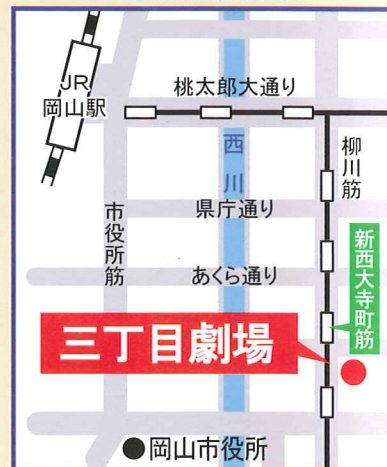 JR
岡山駅
桃太郎大通り
西川
柳川筋
県庁通り
市役所筋
新西大寺町筋
あくら通り
三丁目劇場
●岡山市役所